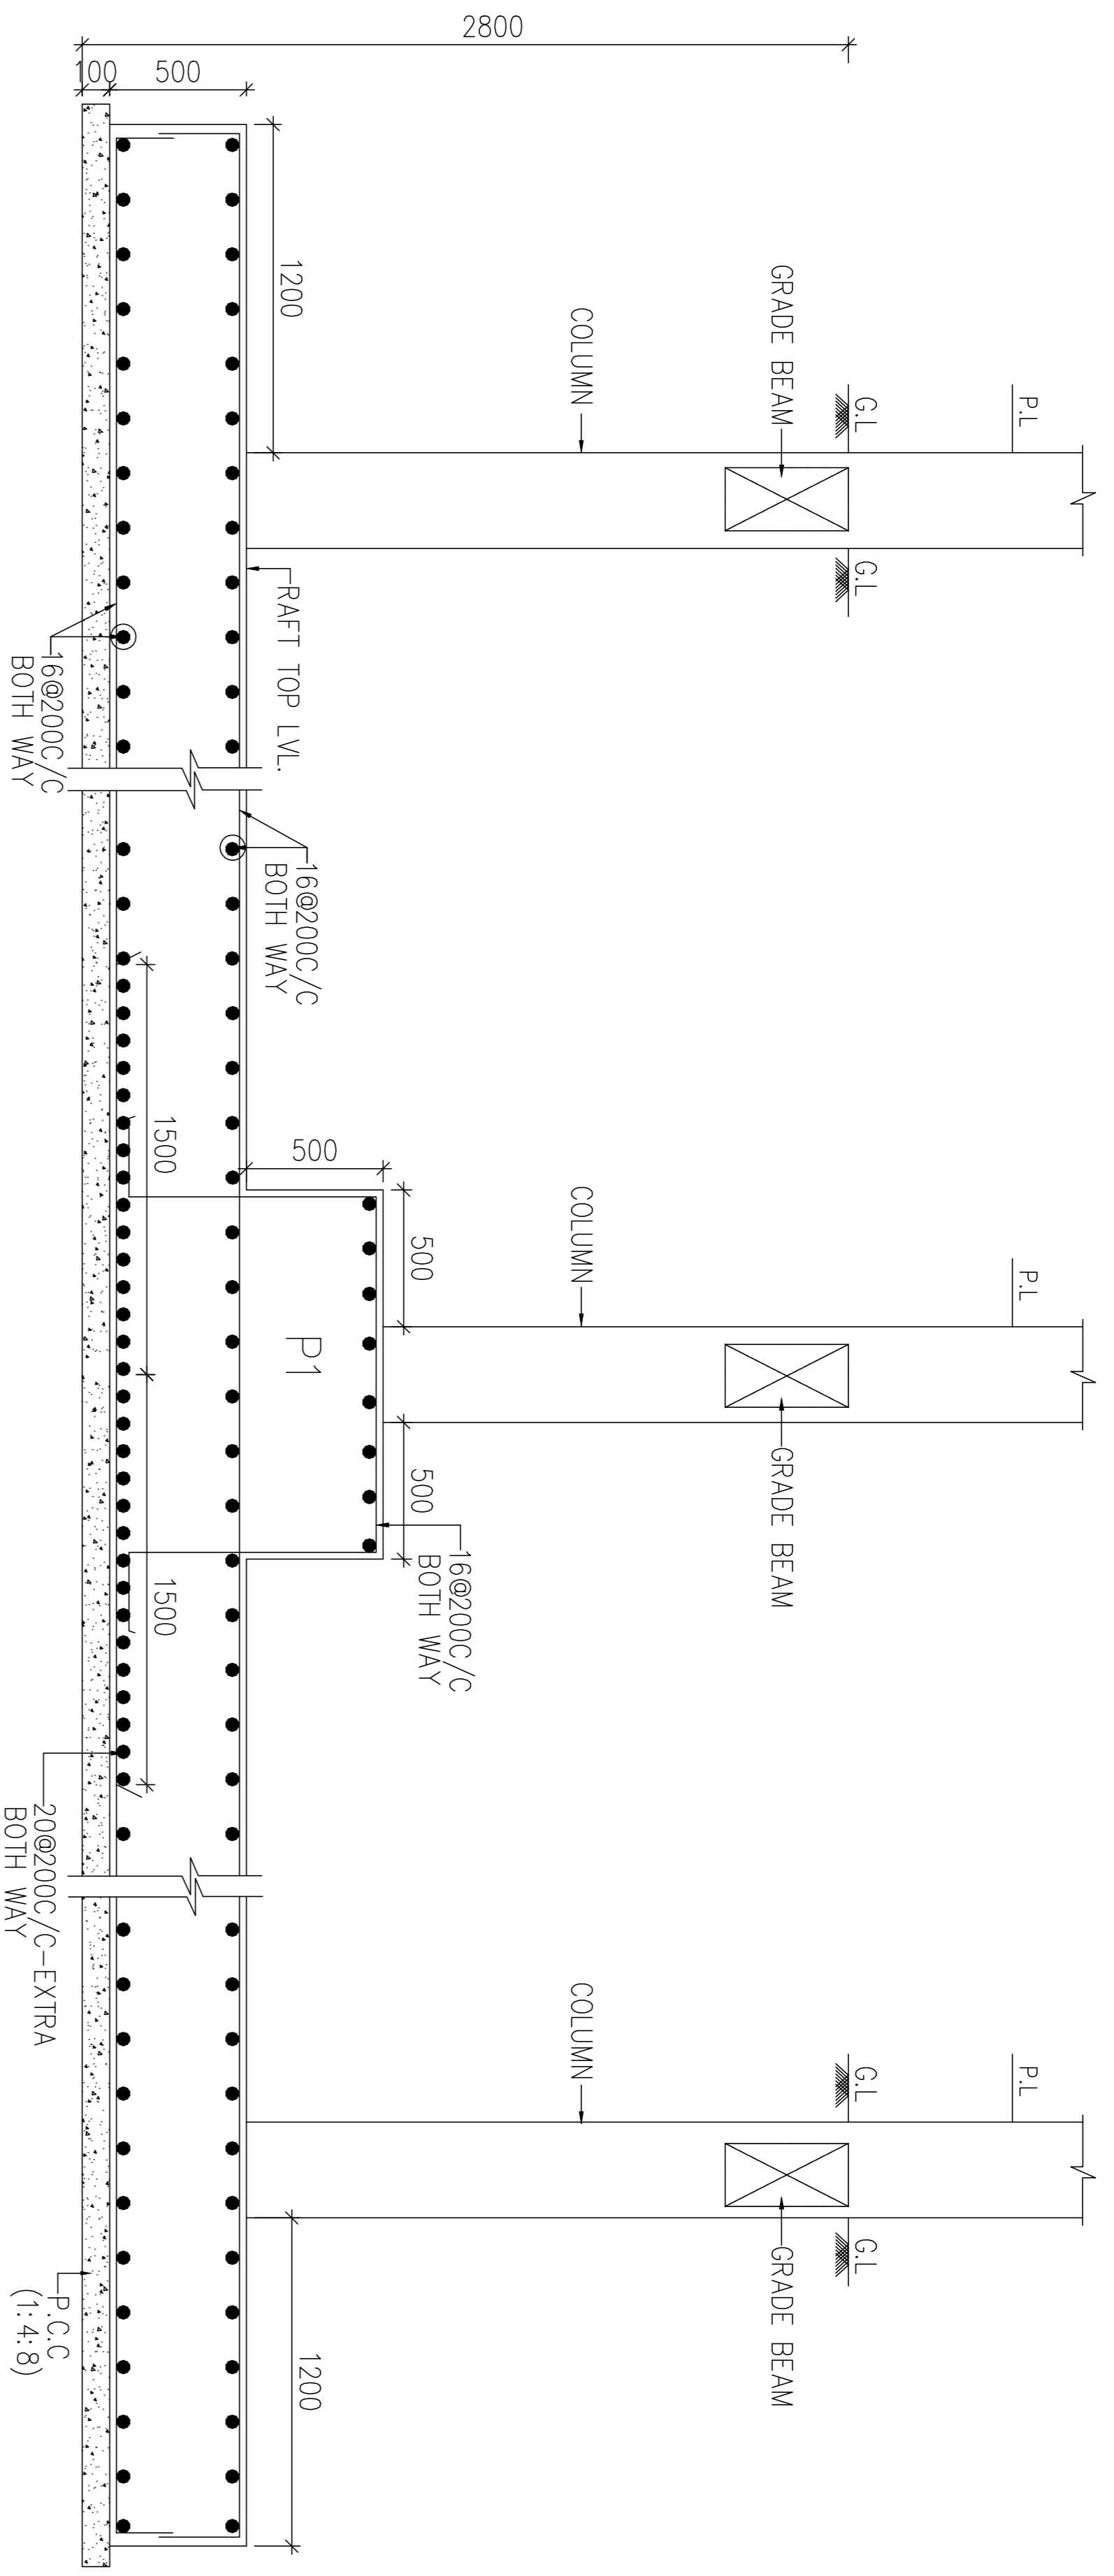 2800
100
500
1200
GRADE BEAM
COLUMN
G.L
P.L
G.L
RAFT TOP LVL.
16@200C/C
BOTH WAY
16@200C/C
BOTH WAY
1500
500
500
COLUMN
P.L
P1
500
GRADE BEAM
16@200C/C
BOTH WAY
1500
20@200C/C-EXTRA
BOTH WAY
COLUMN
G.L
P.L
G.L
GRADE BEAM
1200
P.C.C
(1:4:8)